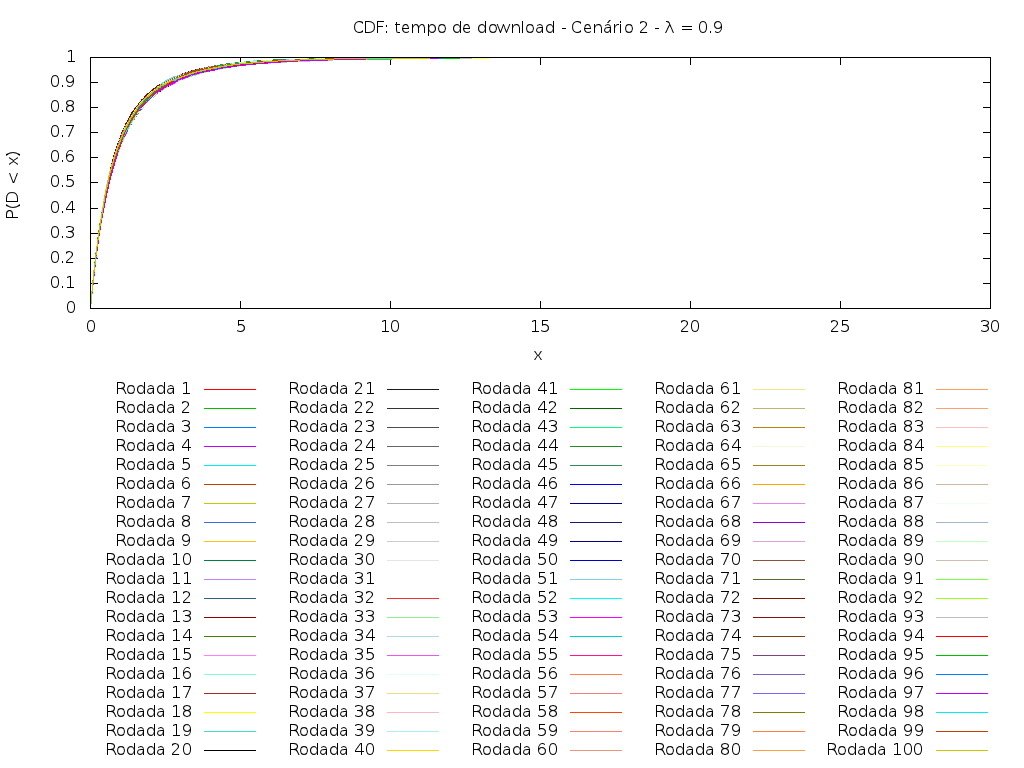 CDF: tempo de download - Cenário 2 - λ = 0.9
1
0.9
0.8
0.7
0.6
0.5
0.4
0.3
0.2
0.1
0
P(D < x)
0 5 10 15 20 25 30
x
Rodada 1 Rodada 21 Rodada 41 Rodada 61 Rodada 81
Rodada 2 Rodada 22 Rodada 42 Rodada 62 Rodada 82
Rodada 3 Rodada 23 Rodada 43 Rodada 63 Rodada 83
Rodada 4 Rodada 24 Rodada 44 Rodada 64 Rodada 84
Rodada 5 Rodada 25 Rodada 45 Rodada 65 Rodada 85
Rodada 6 Rodada 26 Rodada 46 Rodada 66 Rodada 86
Rodada 7 Rodada 27 Rodada 47 Rodada 67 Rodada 87
Rodada 8 Rodada 28 Rodada 48 Rodada 68 Rodada 88
Rodada 9 Rodada 29 Rodada 49 Rodada 69 Rodada 89
Rodada 10 Rodada 30 Rodada 50 Rodada 70 Rodada 90
Rodada 11 Rodada 31 Rodada 51 Rodada 71 Rodada 91
Rodada 12 Rodada 32 Rodada 52 Rodada 72 Rodada 92
Rodada 13 Rodada 33 Rodada 53 Rodada 73 Rodada 93
Rodada 14 Rodada 34 Rodada 54 Rodada 74 Rodada 94
Rodada 15 Rodada 35 Rodada 55 Rodada 75 Rodada 95
Rodada 16 Rodada 36 Rodada 56 Rodada 76 Rodada 96
Rodada 17 Rodada 37 Rodada 57 Rodada 77 Rodada 97
Rodada 18 Rodada 38 Rodada 58 Rodada 78 Rodada 98
Rodada 19 Rodada 39 Rodada 59 Rodada 79 Rodada 99
Rodada 20 Rodada 40 Rodada 60 Rodada 80 Rodada 100